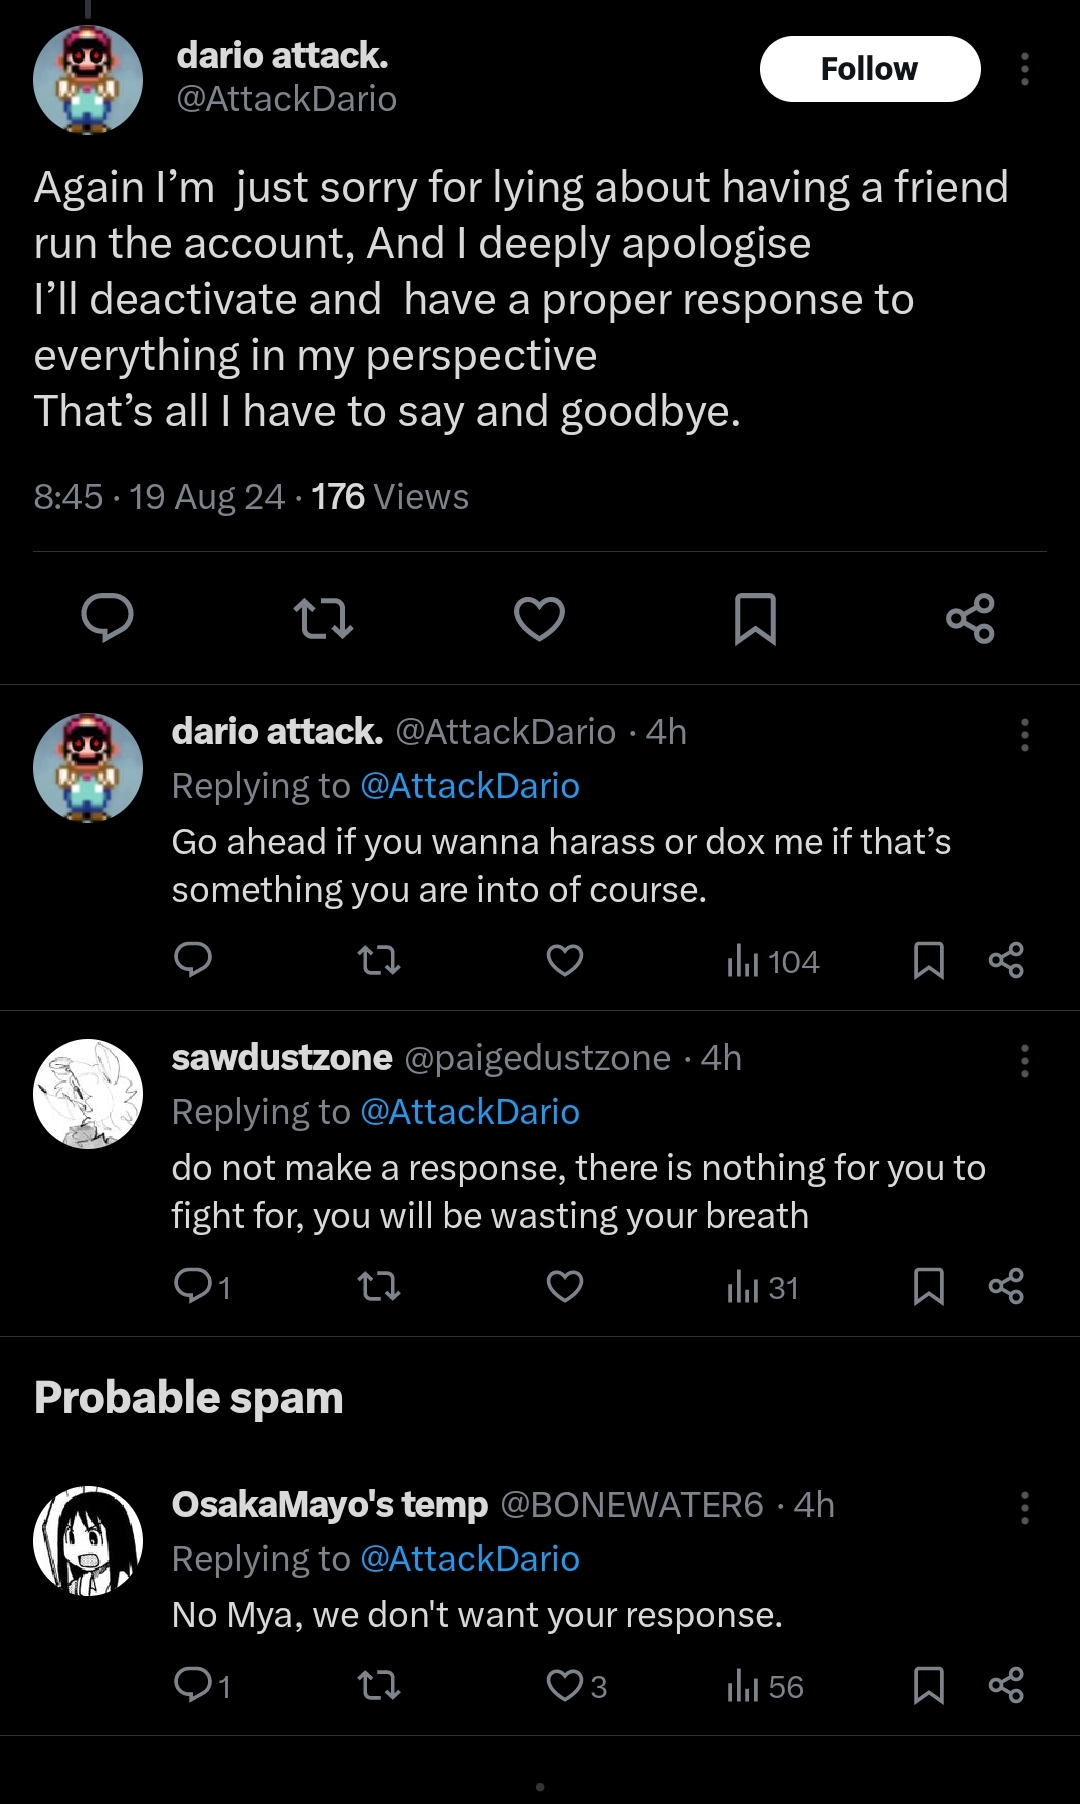 dario attack.
@AttackDario
Follow
Again I’m  just sorry for lying about having a friend
run the account, And I deeply apologise
I’ll deactivate and  have a proper response to
everything in my perspective
That’s all I have to say and goodbye.
8:45 · 19 Aug 24 · 176 Views
dario attack. @AttackDario · 4h
Replying to @AttackDario
Go ahead if you wanna harass or dox me if that’s
something you are into of course.
104
sawdustzone @paigedustzone · 4h
Replying to @AttackDario
do not make a response, there is nothing for you to
fight for, you will be wasting your breath
1 31
Probable spam
OsakaMayo's temp @BONEWATER6 · 4h
Replying to @AttackDario
No Mya, we don't want your response.
1 3 56